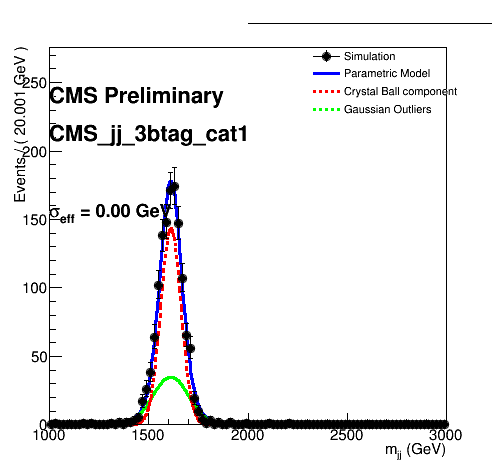 Simulation
Parametric Model
Crystal Ball component
Gaussian Outliers
Events / ( 20.001 GeV )
CMS Preliminary
CMS_jj_3btag_cat1
σeff = 0.00 GeV
250
200
150
100
50
0
1000 1500 2000 2500 3000
mjj (GeV)